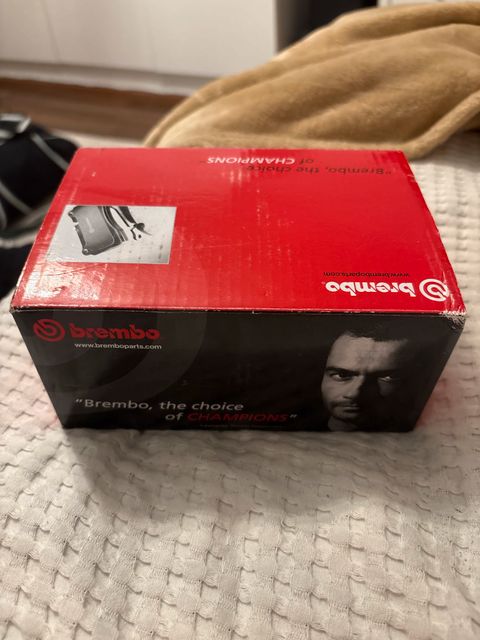 "Brembo, the choice
of CHAMPIONS"
www.bremboparts.com
brembo
brembo
www.bremboparts.com
"Brembo, the choice
of CHAMPIONS"